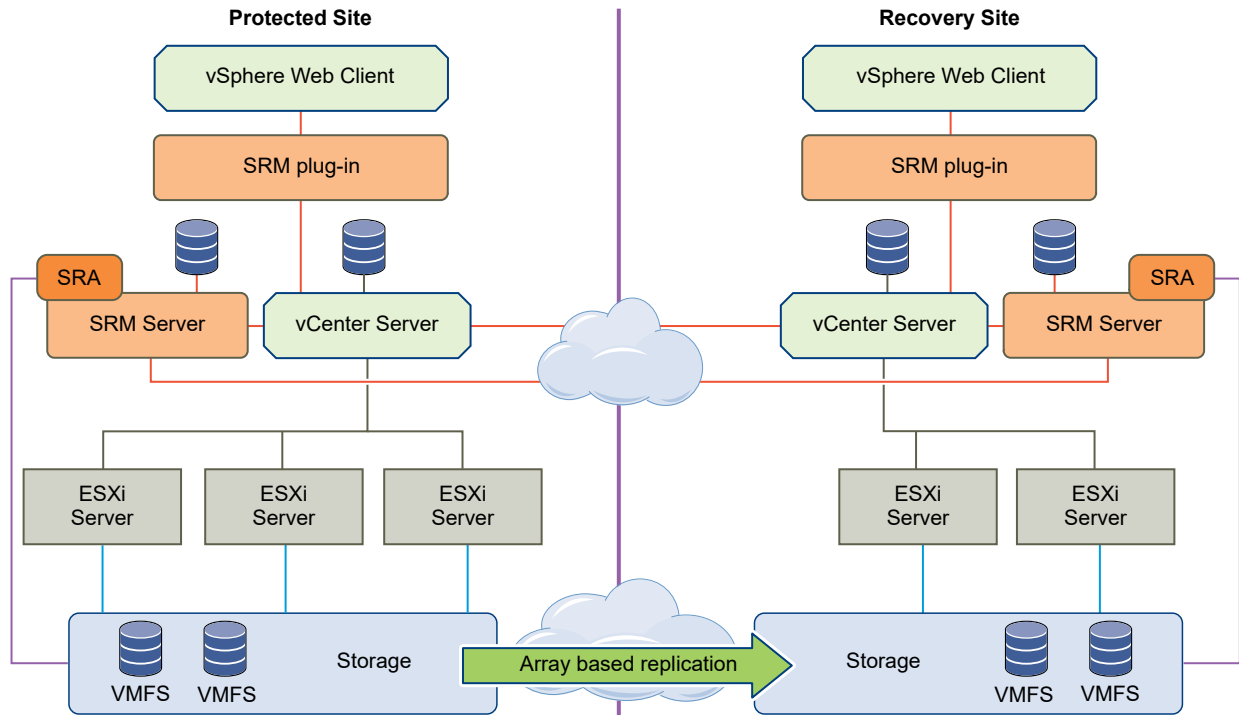 Protected Site
Recovery Site
vSphere Web Client
vSphere Web Client
SRM plug-in
SRM plug-in
SRA
SRA
SRM Server
vCenter Server
vCenter Server
SRM Server
ESXi
Server
ESXi
Server
ESXi
Server
ESXi
Server
ESXi
Server
Storage
Array based replication
Storage
VMFS
VMFS
VMFS
VMFS